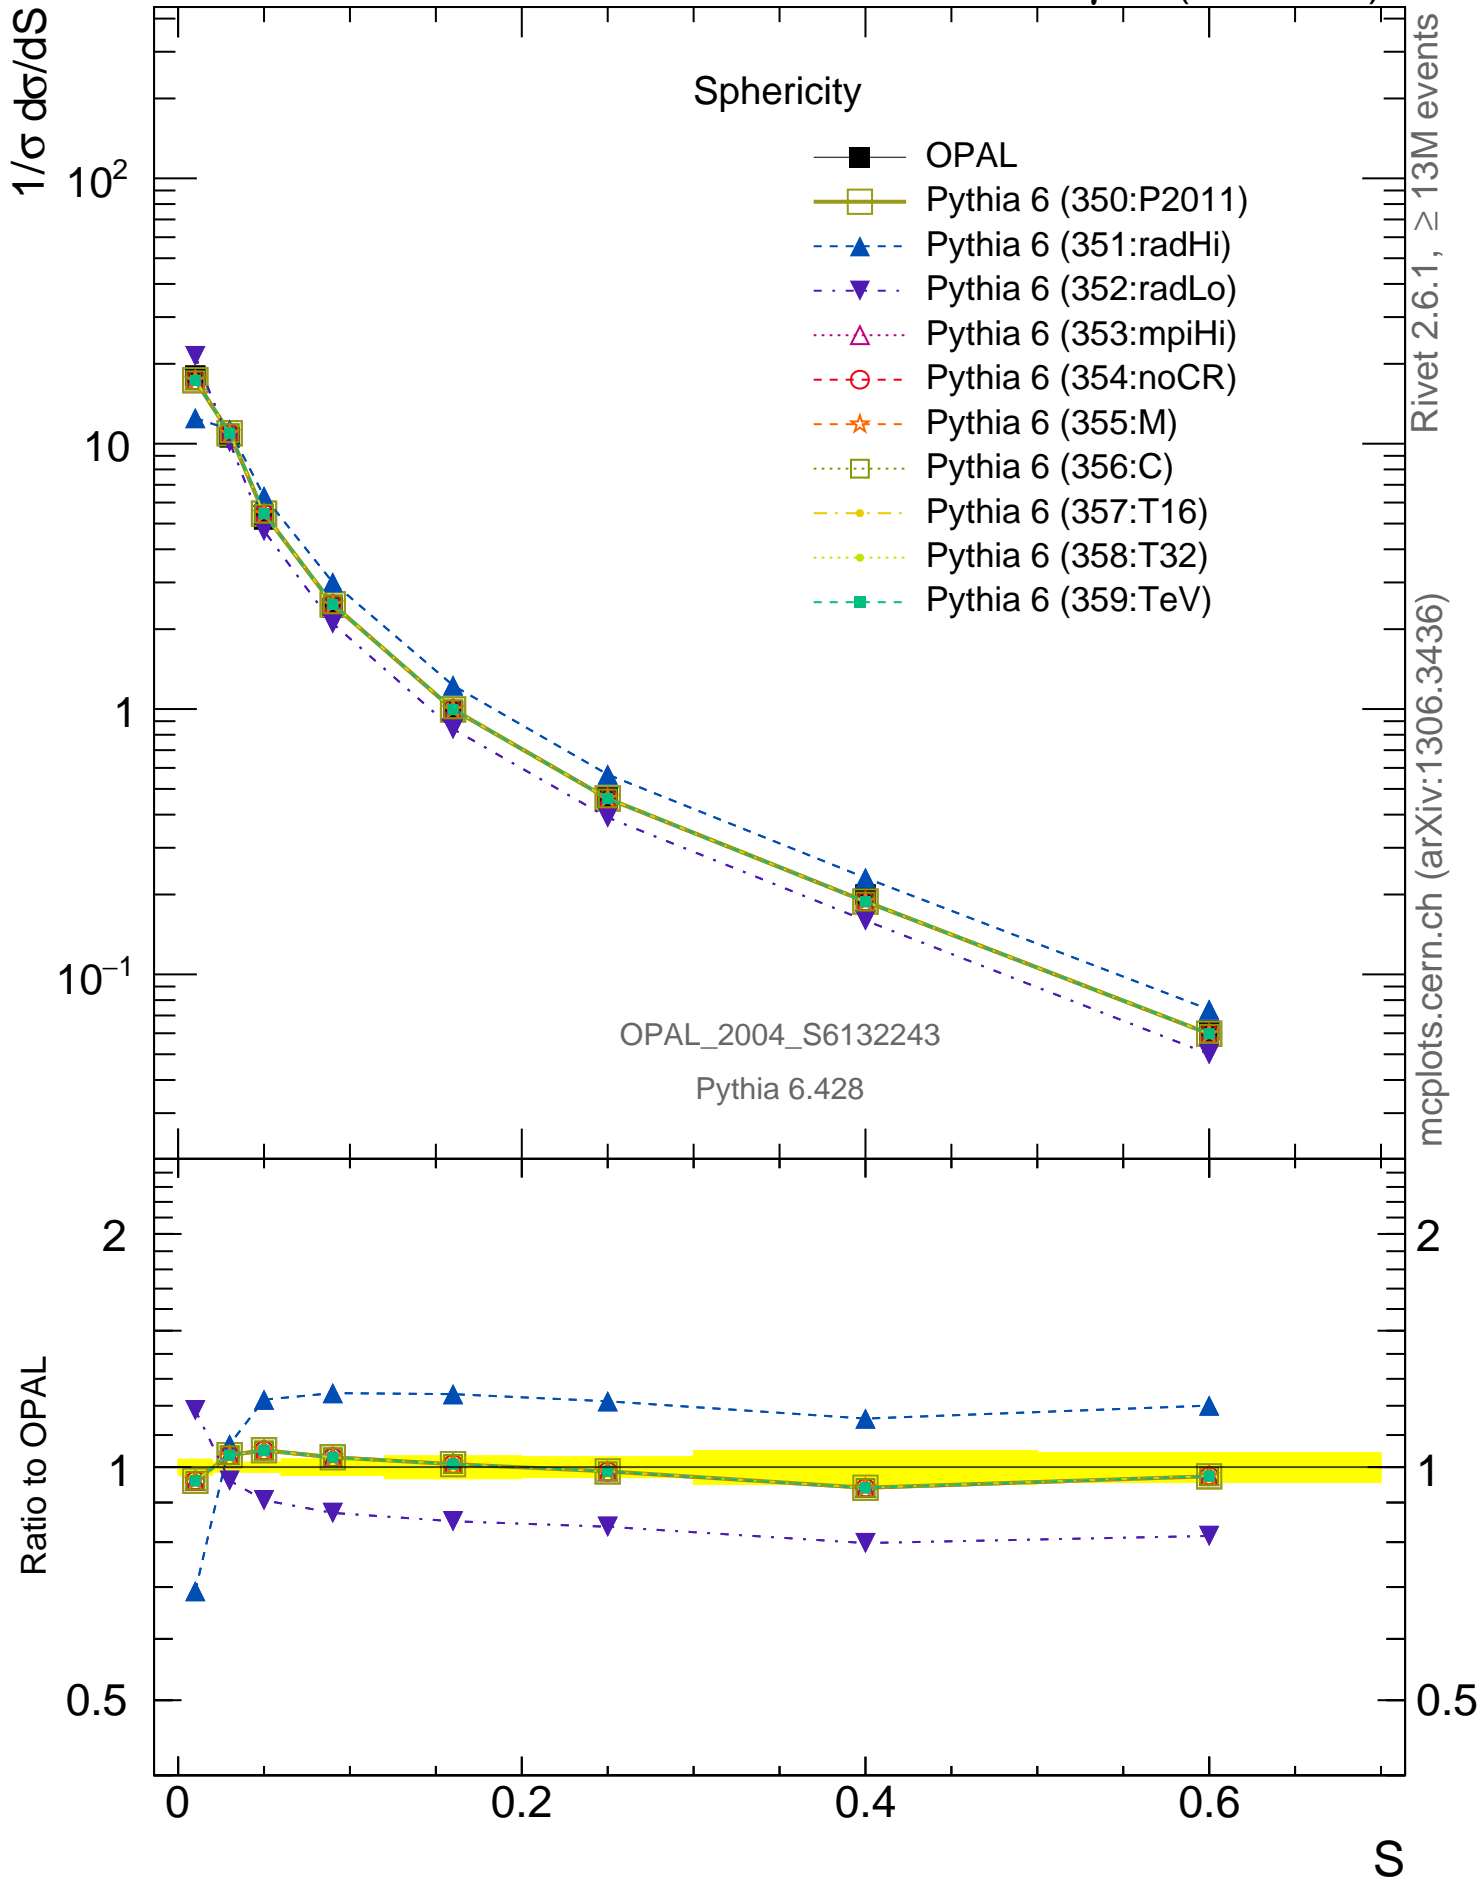 1/σ dσ/dS
Sphericity
OPAL
Pythia 6 (350:P2011)
Pythia 6 (351:radHi)
Pythia 6 (352:radLo)
Pythia 6 (353:mpiHi)
Pythia 6 (354:noCR)
Pythia 6 (355:M)
Pythia 6 (356:C)
Pythia 6 (357:T16)
Pythia 6 (358:T32)
Pythia 6 (359:TeV)
10²
10
1
10⁻¹
OPAL_2004_S6132243
Pythia 6.428
Rivet 2.6.1, ≥ 13M events
mcplots.cern.ch (arXiv:1306.3436)
Ratio to OPAL
2
1
0.5
2
1
0.5
0
0.2
0.4
0.6
S